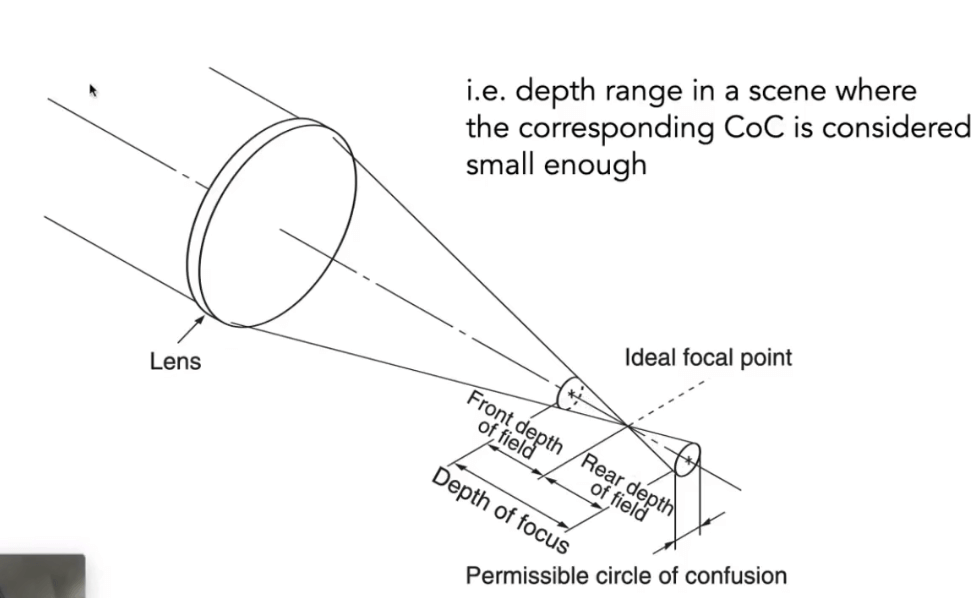 i.e. depth range in a scene where
the corresponding CoC is considered
small enough
Lens
Ideal focal point
Front depth
of field
Rear depth
of field
Depth of focus
Permissible circle of confusion